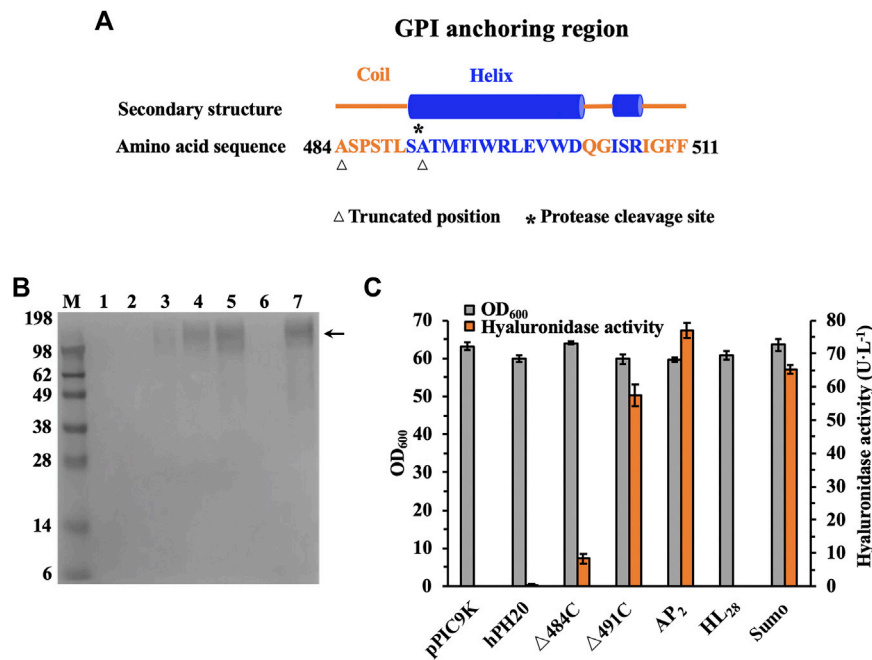 A
GPI anchoring region
Coil Helix
Secondary structure
*
Amino acid sequence 484 ASPSTLSATMFIWRLEVWDQGISRIGFF 511
△ △
△ Truncated position * Protease cleavage site
B
M 1 2 3 4 5 6 7
198
98
62
49
38
28
14
6
←
C
OD600
Hyaluronidase activity
70
60
50
40
30
20
10
0
OD600
80
70
60
50
40
30
20
10
0
Hyaluronidase activity (U·L-1)
pPIC9K
hPH20
△484C
△491C
AP2
HL28
Sumo